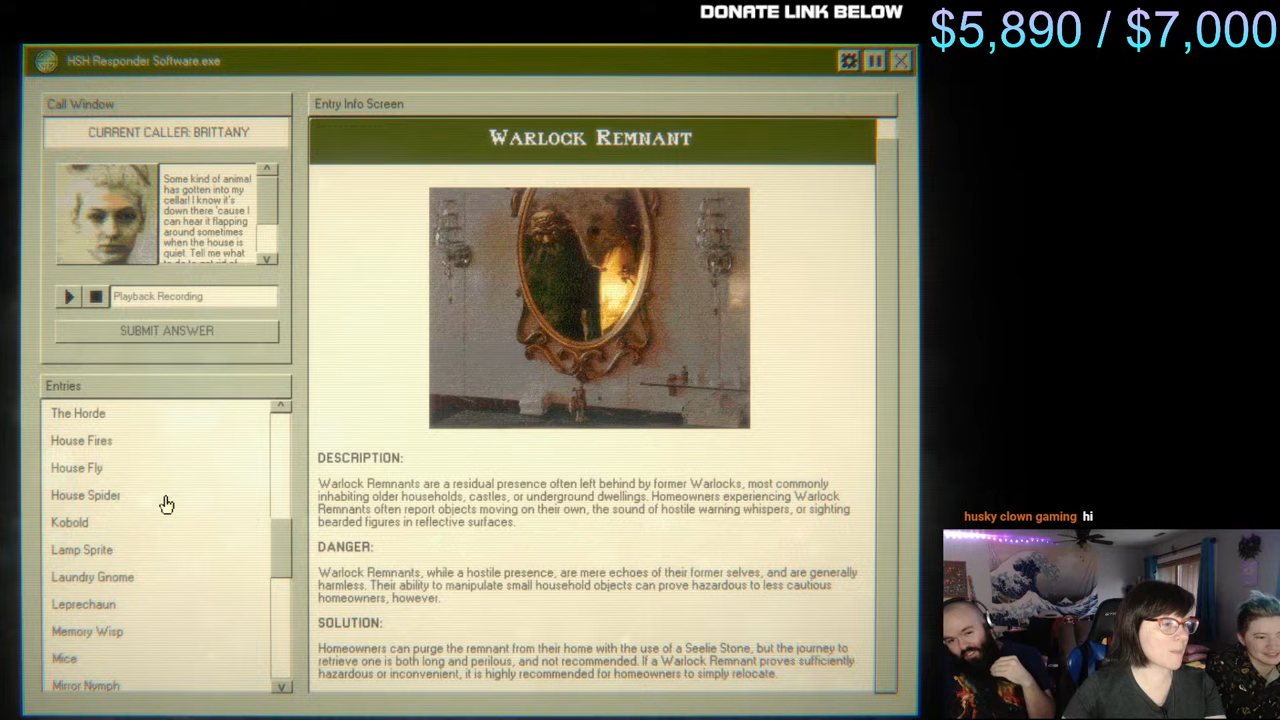 DONATE LINK BELOW
$5,890 / $7,000
HSH Responder Software.exe
Call Window
CURRENT CALLER: BRITTANY
Some kind of animal
has gotten into my
cellar! I know it's
down there 'cause I
can hear it flapping
around sometimes
when the house is
quiet. Tell me what
to do to get rid of
Playback Recording
SUBMIT ANSWER
Entries
The Horde
House Fires
House Fly
House Spider
Kobold
Lamp Sprite
Laundry Gnome
Leprechaun
Memory Wisp
Mice
Mirror Nymph
Entry Info Screen
WARLOCK REMNANT
DESCRIPTION:
Warlock Remnants are a residual presence often left behind by former Warlocks, most commonly
inhabiting older households, castles, or underground dwellings. Homeowners experiencing Warlock
Remnants often report objects moving on their own, the sound of hostile warning whispers, or sighting
bearded figures in reflective surfaces.
DANGER:
Warlock Remnants, while a hostile presence, are mere echoes of their former selves, and are generally
harmless. Their ability to manipulate small household objects can prove hazardous to less cautious
homeowners, however.
SOLUTION:
Homeowners can purge the remnant from their home with the use of a Seelie Stone, but the journey to
retrieve one is both long and perilous, and not recommended. If a Warlock Remnant proves sufficiently
hazardous or inconvenient, it is highly recommended for homeowners to simply relocate.
husky clown gaming hi